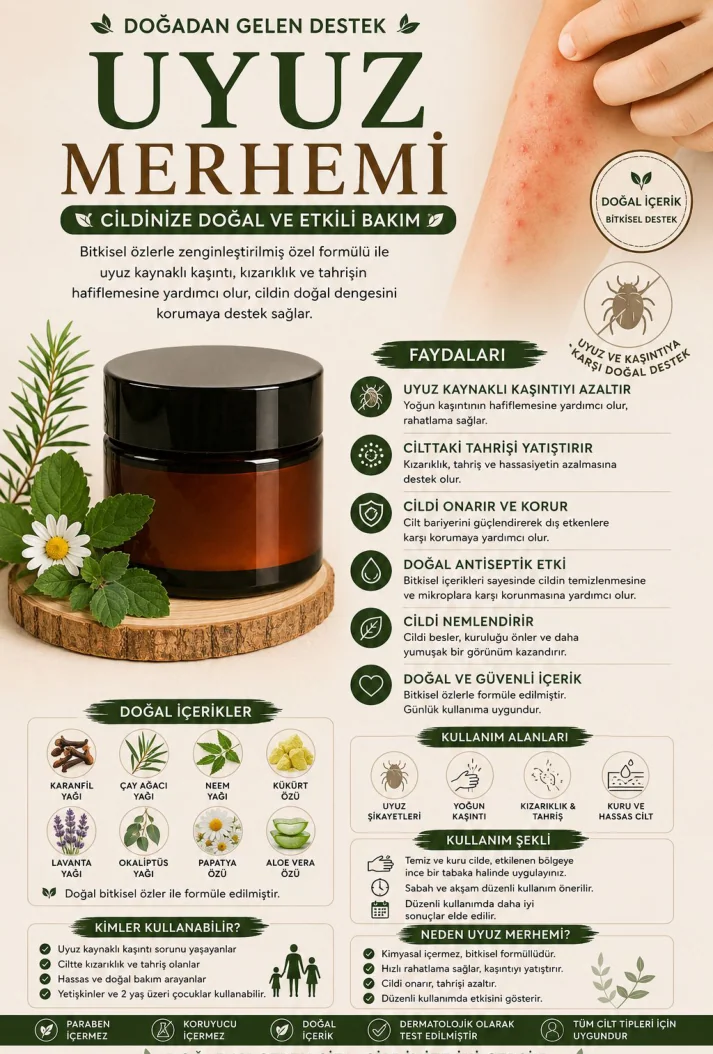 DOĞADAN GELEN DESTEK
UYUZ
MERHEMİ
CİLDİNİZE DOĞAL VE ETKİLİ BAKIM
Bitkisel özlerle zenginleştirilmiş özel formülü ile
uyuz kaynaklı kaşıntı, kızarıklık ve tahrişin
hafiflemesine yardımcı olur, cildin doğal dengesini
korumaya destek sağlar.
DOĞAL İÇERİK
BİTKİSEL DESTEK
UYUZ VE KAŞINTIYA
KARŞI DOĞAL DESTEK
FAYDALARI
UYUZ KAYNAKLI KAŞINTIYI AZALTIR
Yoğun kaşıntının hafiflemesine yardımcı olur,
rahatlama sağlar.
CİLTTAKİ TAHRİŞİ YATIŞTIRIR
Kızarıklık, tahriş ve hassasiyetin azalmasına
destek olur.
CİLDİ ONARIR VE KORUR
Cilt bariyerini güçlendirerek dış etkenlere
karşı korumaya yardımcı olur.
DOĞAL ANTİSEPTİK ETKİ
Bitkisel içerikleri sayesinde cildin temizlenmesine
ve mikroplara karşı korunmasına yardımcı olur.
CİLDİ NEMLENDİRİR
Cildi besler, kuruluğu önler ve daha
yumuşak bir görünüm kazandırır.
DOĞAL VE GÜVENLİ İÇERİK
Bitkisel özlerle formüle edilmiştir.
Günlük kullanıma uygundur.
DOĞAL İÇERİKLER
KARANFİL
YAĞI
ÇAY AĞACI
YAĞI
NEEM
YAĞI
KÜKÜRT
ÖZÜ
LAVANTA
YAĞI
OKALİPTÜS
YAĞI
PAPATYA
ÖZÜ
ALOE VERA
ÖZÜ
Doğal bitkisel özler ile formüle edilmiştir.
KULLANIM ALANLARI
UYUZ
ŞİKAYETLERİ
YOĞUN
KAŞINTI
KIZARIKLIK &
TAHRİŞ
KURU VE
HASSAS CİLT
KULLANIM ŞEKLİ
Temiz ve kuru cilde, etkilenen bölgeye
ince bir tabaka halinde uygulayınız.
Sabah ve akşam düzenli kullanım önerilir.
Düzenli kullanımda daha iyi
sonuçlar elde edilir.
KİMLER KULLANABİLİR?
Uyuz kaynaklı kaşıntı sorunu yaşayanlar
Ciltte kızarıklık ve tahriş olanlar
Hassas ve doğal bakım arayanlar
Yetişkinler ve 2 yaş üzeri çocuklar kullanabilir.
NEDEN UYUZ MERHEMİ?
Kimyasal içermez, bitkisel formüllüdür.
Hızlı rahatlama sağlar, kaşıntıyı yatıştırır.
Cildi onarır, tahrişi azaltır.
Düzenli kullanımda etkisini gösterir.
PARABEN
İÇERMEZ
KORUYUCU
İÇERMEZ
DOĞAL
İÇERİK
DERMATOLOJİK OLARAK
TEST EDİLMİŞTİR
TÜM CİLT TİPLERİ İÇİN
UYGUNDUR